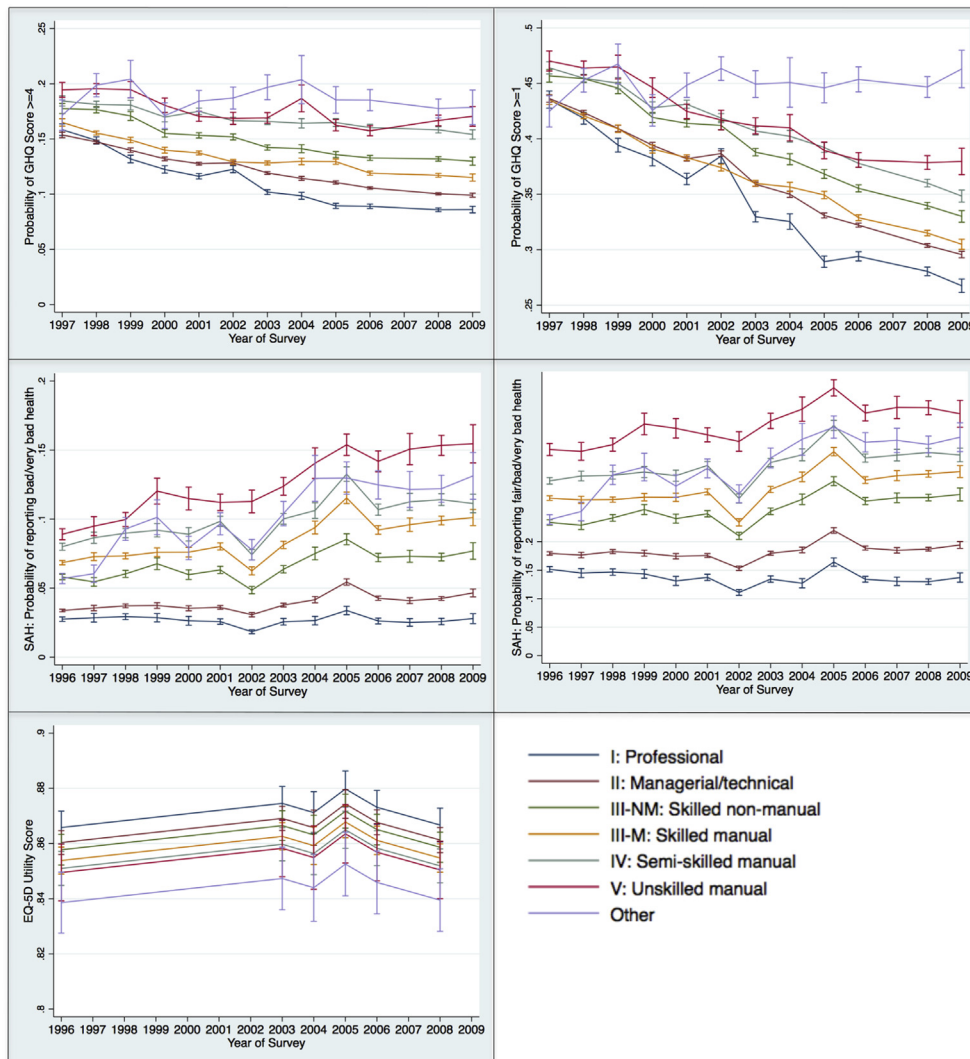 Probability of GHQ Score >=4
.25
.2
.15
.1
.05
0
1997 1998 1999 2000 2001 2002 2003 2004 2005 2006 2007 2008 2009
Year of Survey
Probability of GHQ Score >=1
.5
.45
.4
.35
.3
.25
1997 1998 1999 2000 2001 2002 2003 2004 2005 2006 2007 2008 2009
Year of Survey
SAH: Probability of reporting bad/very bad health
.2
.15
.1
.05
0
1996 1997 1998 1999 2000 2001 2002 2003 2004 2005 2006 2007 2008 2009
Year of Survey
SAH: Probability of reporting fair/bad/very bad health
.2
.15
.1
.05
0
1996 1997 1998 1999 2000 2001 2002 2003 2004 2005 2006 2007 2008 2009
Year of Survey
EQ-5D Utility Score
.9
.88
.86
.84
.82
.8
1996 1997 1998 1999 2000 2001 2002 2003 2004 2005 2006 2007 2008 2009
Year of Survey
I: Professional
II: Managerial/technical
III-NM: Skilled non-manual
III-M: Skilled manual
IV: Semi-skilled manual
V: Unskilled manual
Other